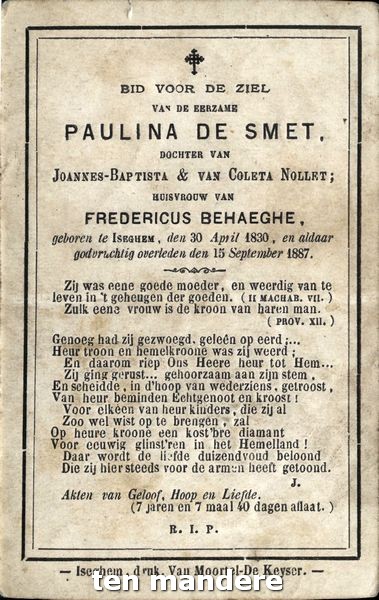 BID VOOR DE ZIEL
VAN DE EERZAME
PAULINA DE SMET,
DOCHTER VAN
JOANNES-BAPTISTA & VAN COLETA NOLLET;
HUISVROUW VAN
FREDERICUS BEHAEGHE,
geboren te ISEGHEM, den 30 April 1830, en aldaar
godvruchtig overleden den 15 September 1887.
Zij was eene goede moeder, en weerdig van te
leven in 't geheugen der goeden. (II MACHAB. VII.)
Zulk eene vrouw is de kroon van haren man.
(PROV. XII.)
Genoeg had zij gezwoegd, geleên op eerd;...
Heur troon en hemelkroone was zij weerd;
En daarom riep Ons Heere heur tot Hem...
Zij ging gerust... gehoorzaam aan zijn stem,
En scheidde, in d'hoop van wederziens, getroost,
Van heur beminden Echtgenoot en kroost!
Voor elkeen van heur kinders, die zij al
Zoo wel wist op te brengen, zal
Op heure kroone een kost'bre diamant
Voor eeuwig glinst'ren in het Hemelland!
Daar wordt de liefde duizendvoud beloond
Die zij hier steeds voor de armen heeft getoond.
J.
Akten van Geloof, Hoop en Liefde.
(7 jaren en 7 maal 40 dagen aflaat.)
R. I. P.
— Iseghem, druk. Van Moortel-De Keyser. —
ten mandere